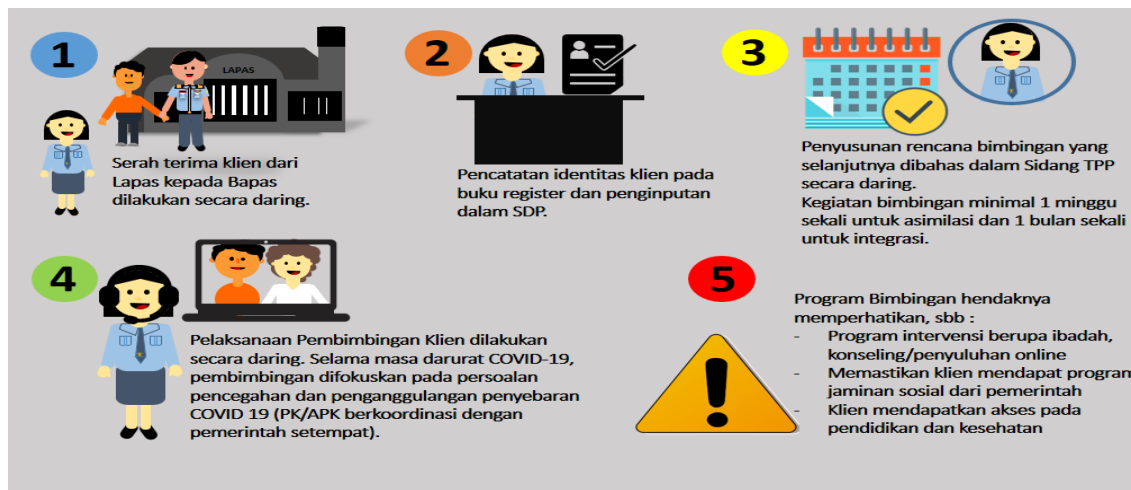 1
LAPAS
Serah terima klien dari
Lapas kepada Bapas
dilakukan secara daring.
2
Pencatatan identitas klien pada
buku register dan penginputan
dalam SDP.
3
Penyusunan rencana bimbingan yang
selanjutnya dibahas dalam Sidang TPP
secara daring.
Kegiatan bimbingan minimal 1 minggu
sekali untuk asimilasi dan 1 bulan sekali
untuk integrasi.
4
Pelaksanaan Pembimbingan Klien dilakukan
secara daring. Selama masa darurat COVID-19,
pembimbingan difokuskan pada persoalan
pencegahan dan penganggulangan penyebaran
COVID 19 (PK/APK berkoordinasi dengan
pemerintah setempat).
5
Program Bimbingan hendaknya
memperhatikan, sbb :
- Program intervensi berupa ibadah,
konseling/penyuluhan online
- Memastikan klien mendapat program
jaminan sosial dari pemerintah
- Klien mendapatkan akses pada
pendidikan dan kesehatan